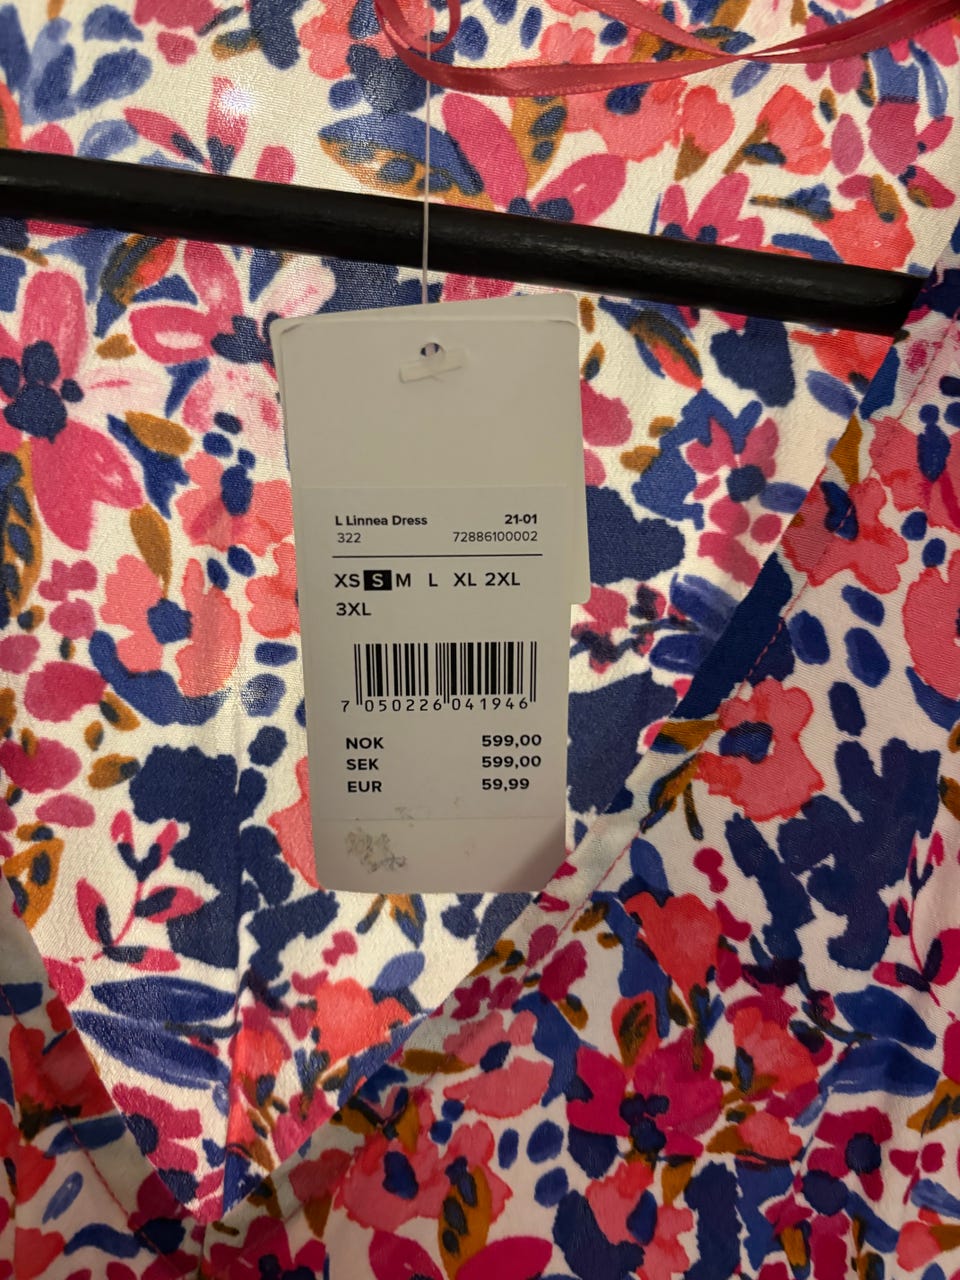 L Linnea Dress 21-01
322 72886100002
XS S M L XL 2XL
3XL
7 050226 041946
NOK 599,00
SEK 599,00
EUR 59,99